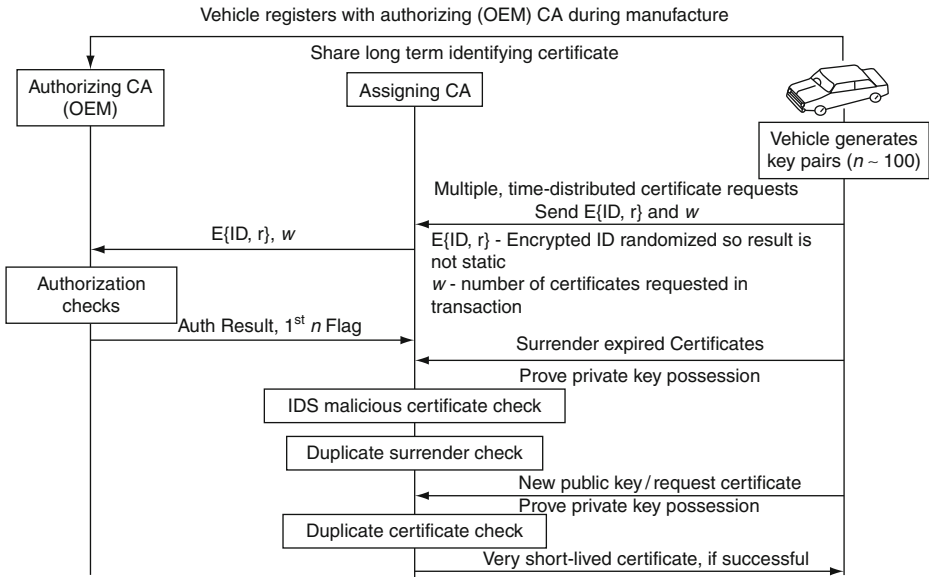 Vehicle registers with authorizing (OEM) CA during manufacture
Share long term identifying certificate
Authorizing CA
(OEM)
Assigning CA
Vehicle generates
key pairs (n ~ 100)
Multiple, time-distributed certificate requests
Send E{ID, r} and w
E{ID, r}, w
E{ID, r} - Encrypted ID randomized so result is
not static
w - number of certificates requested in
transaction
Authorization
checks
Auth Result, 1st n Flag
Surrender expired Certificates
Prove private key possession
IDS malicious certificate check
Duplicate surrender check
New public key/request certificate
Prove private key possession
Duplicate certificate check
Very short-lived certificate, if successful